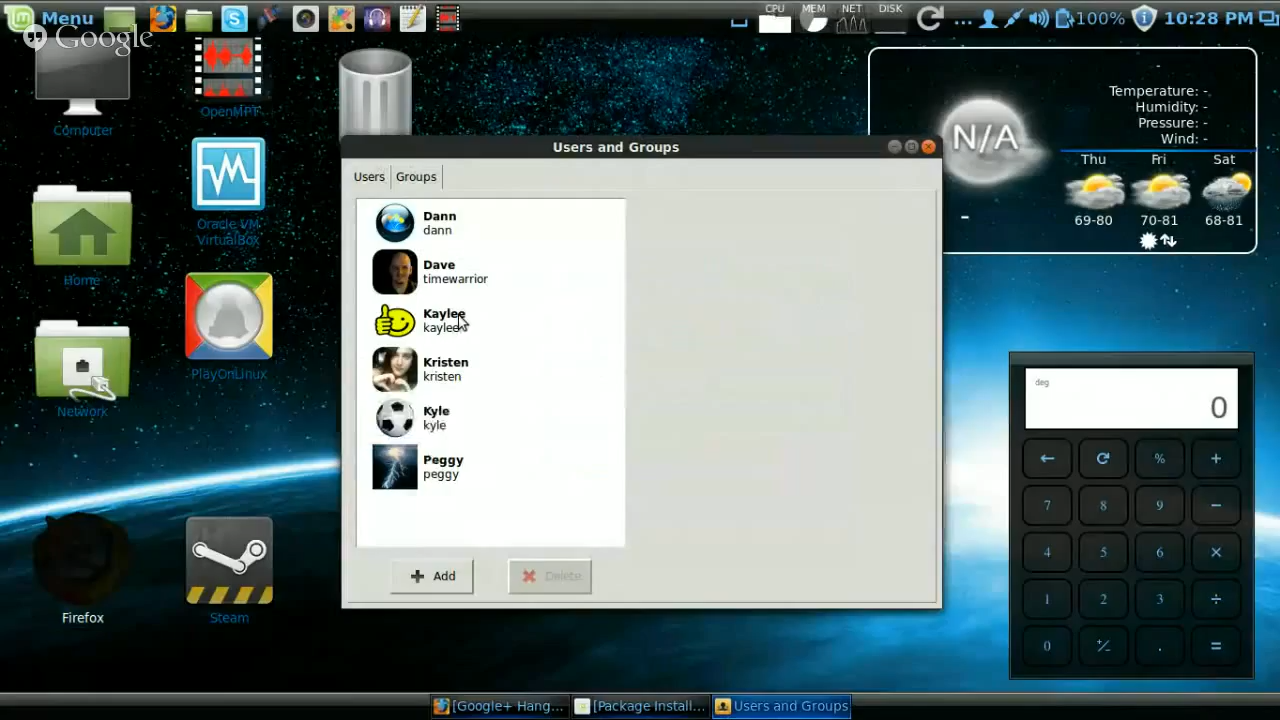 Menu
100%
10:28 PM
CPU
MEM
NET
DISK
Google
Computer
OpenMPT
Oracle VM
VirtualBox
Home
PlayOnLinux
Network
Firefox
Steam
Users and Groups
Users
Groups
Dann
dann
Dave
timewarrior
Kaylee
kaylee
Kristen
kristen
Kyle
kyle
Peggy
peggy
Add
Delete
N/A
-
-
Temperature: -
Humidity: -
Pressure: -
Wind: -
Thu
Fri
Sat
69-80
70-81
68-81
deg
0
← %  +
7 8 9 −
4 5 6 ×
1 2 3 ÷
0 +/- . =
[Google+ Hang...
[Package Install...
Users and Groups